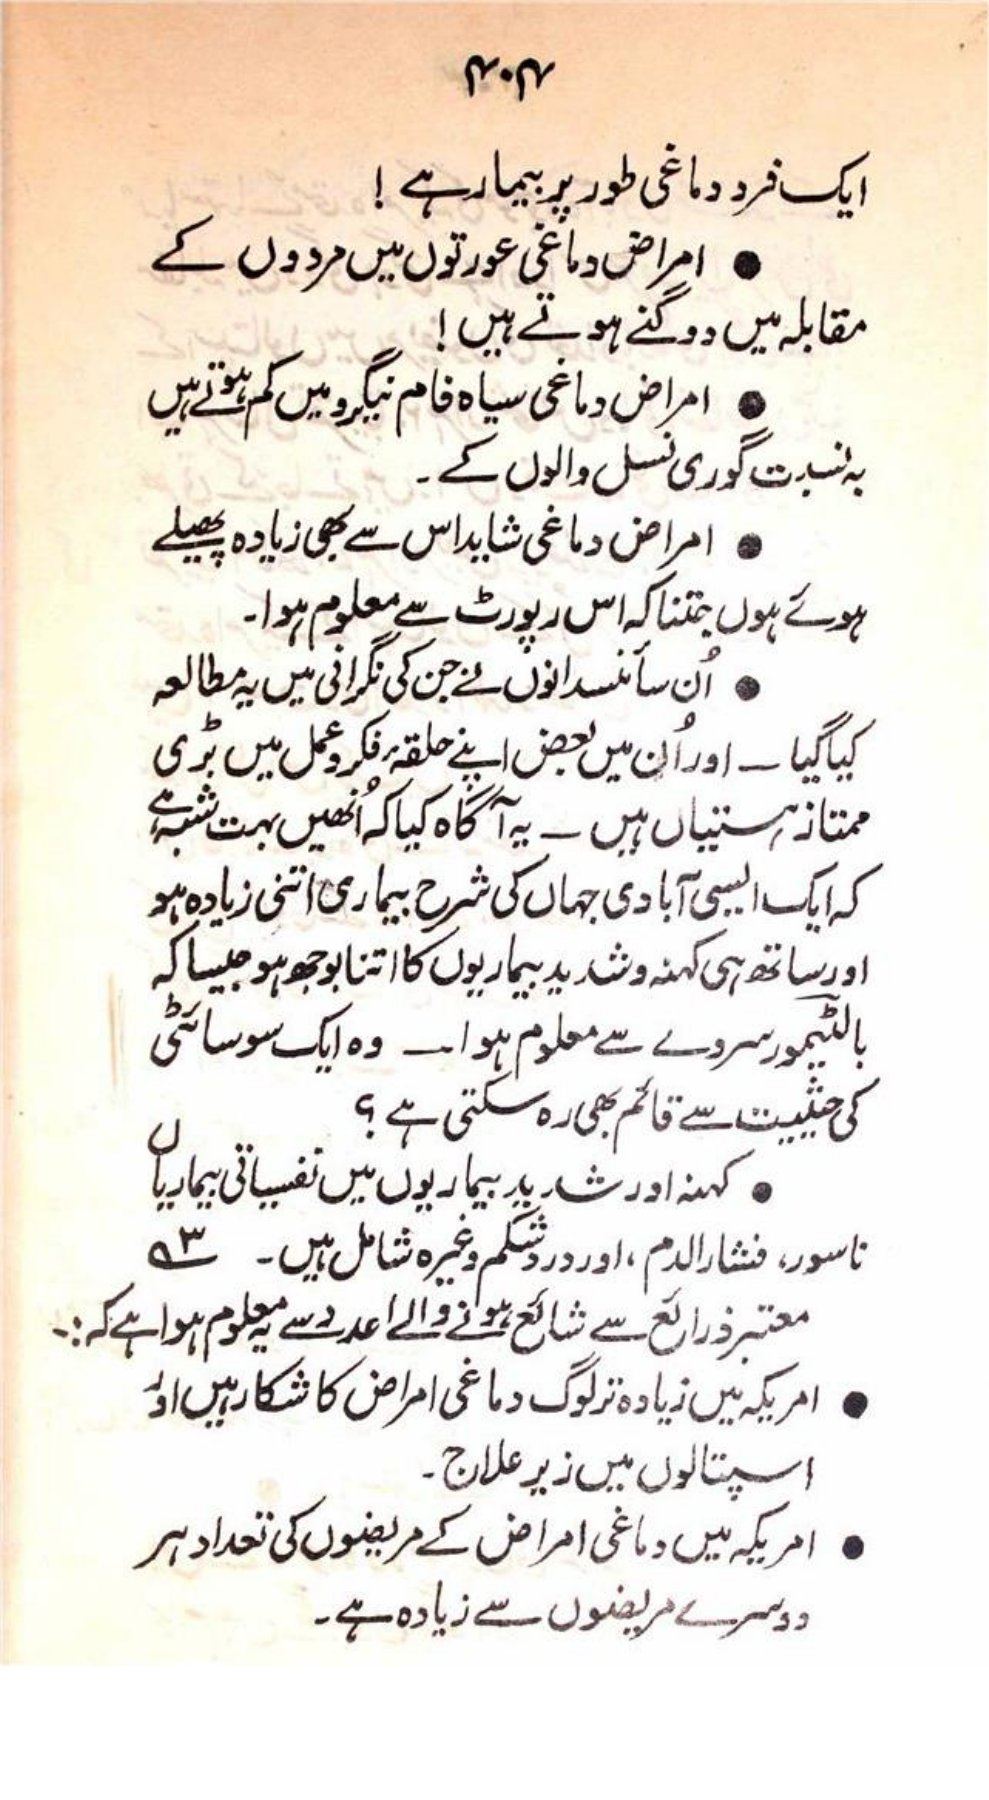 ۴۰۴
ایک فرد دماغی طور پر بیمار ہے !
● امراض دماغی عورتوں میں مردوں کے
مقابلہ میں دوگنے ہوتے ہیں !
● امراض دماغی سیاہ فام نیگرو میں کم ہوتے ہیں
بہ نسبت گوری نسل والوں کے ۔
● امراض دماغی شاید اس سے بھی زیادہ پھیلے
ہوئے ہوں جتنا کہ اس رپورٹ سے معلوم ہوا ۔
● اُن سائنسدانوں نے جن کی نگرانی میں یہ مطالعہ
کیا گیا ــ اور اُن میں بعض اپنے حلقۂ فکر و عمل میں بڑی
ممتاز ہستیاں ہیں ــ یہ آگاہ کیا کہ اُنھیں بہت شبہ ہے
کہ ایک ایسی آبادی جہاں کی شرح بیماری اتنی زیادہ ہو
اور ساتھ ہی کہنہ و شدید بیماریوں کا اتنا بوجھ ہو جیسا کہ
بالٹیمور سروے سے معلوم ہوا ــ وہ ایک سوسائٹی
کی حیثیت سے قائم بھی رہ سکتی ہے ؟
● کہنہ اور شدید بیماریوں میں نفسیاتی بیماریاں
ناسور، فشار الدم ، اور درد شکم وغیرہ شامل ہیں ۔ ۹۳
معتبر ذرائع سے شائع ہونے والے اعداد سے یہ معلوم ہوا ہے کہ :۔
● امریکہ میں زیادہ تر لوگ دماغی امراض کا شکار ہیں اور
اسپتالوں میں زیر علاج ۔
● امریکہ میں دماغی امراض کے مریضوں کی تعداد ہر
دوسرے مریضوں سے زیادہ ہے ۔